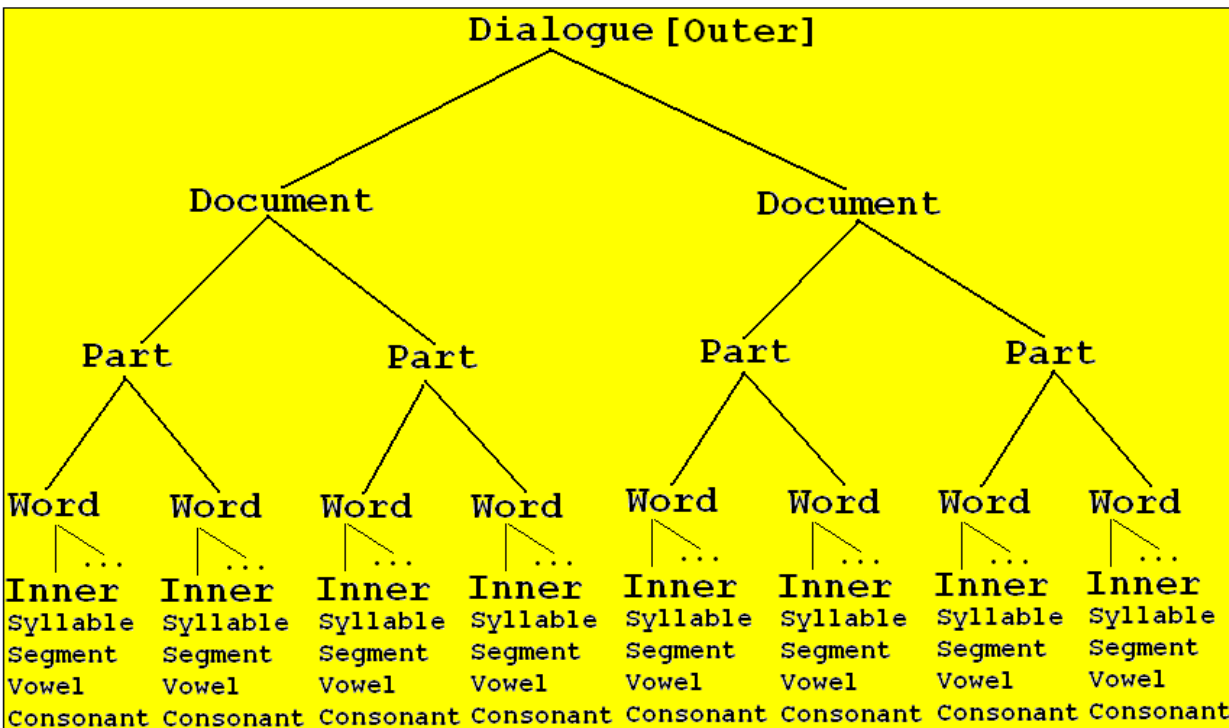 Dialogue [Outer]
Document Document
Part Part Part Part
Word Word Word Word Word Word Word Word
... ... ... ... ... ... ... ...
Inner Inner Inner Inner Inner Inner Inner Inner
Syllable Syllable Syllable Syllable Syllable Syllable Syllable Syllable
Segment Segment Segment Segment Segment Segment Segment Segment
Vowel Vowel Vowel Vowel Vowel Vowel Vowel Vowel
Consonant Consonant Consonant Consonant Consonant Consonant Consonant Consonant